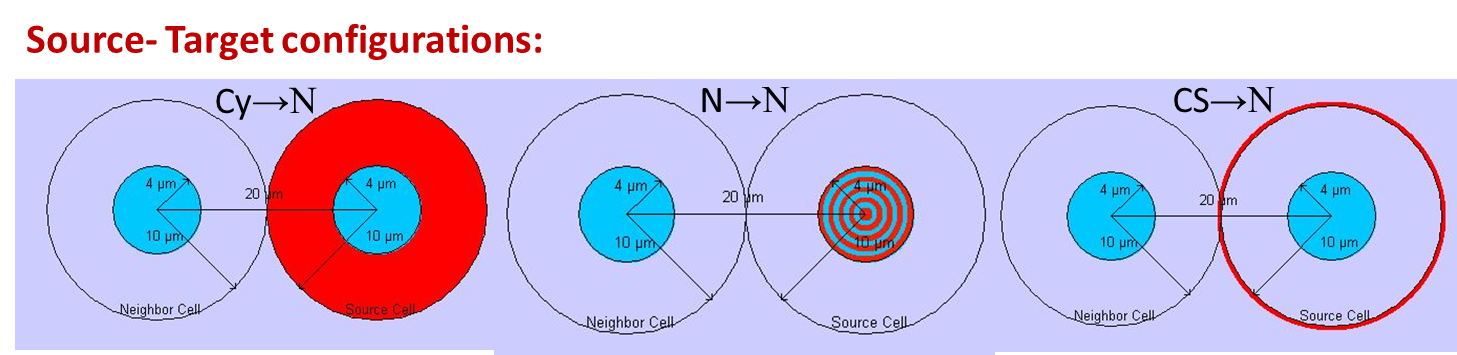 Source- Target configurations:
Cy→N
4 µm
4 µm
20 µm
10 µm
10 µm
Neighbor Cell
Source Cell
N→N
4 µm
4 µm
20 µm
10 µm
10 µm
Neighbor Cell
Source Cell
CS→N
4 µm
4 µm
20 µm
10 µm
10 µm
Neighbor Cell
Source Cell